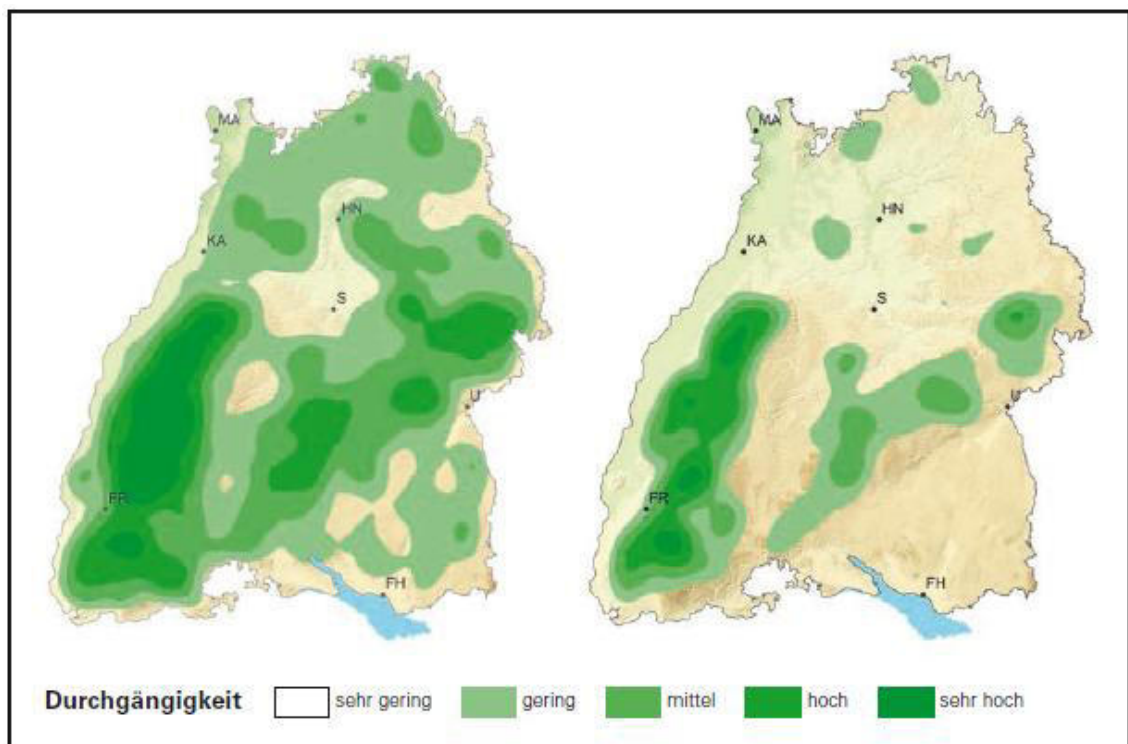 MA
HN
KA
S
U
FR
FH
MA
HN
KA
S
U
FR
FH
Durchgängigkeit sehr gering gering mittel hoch sehr hoch